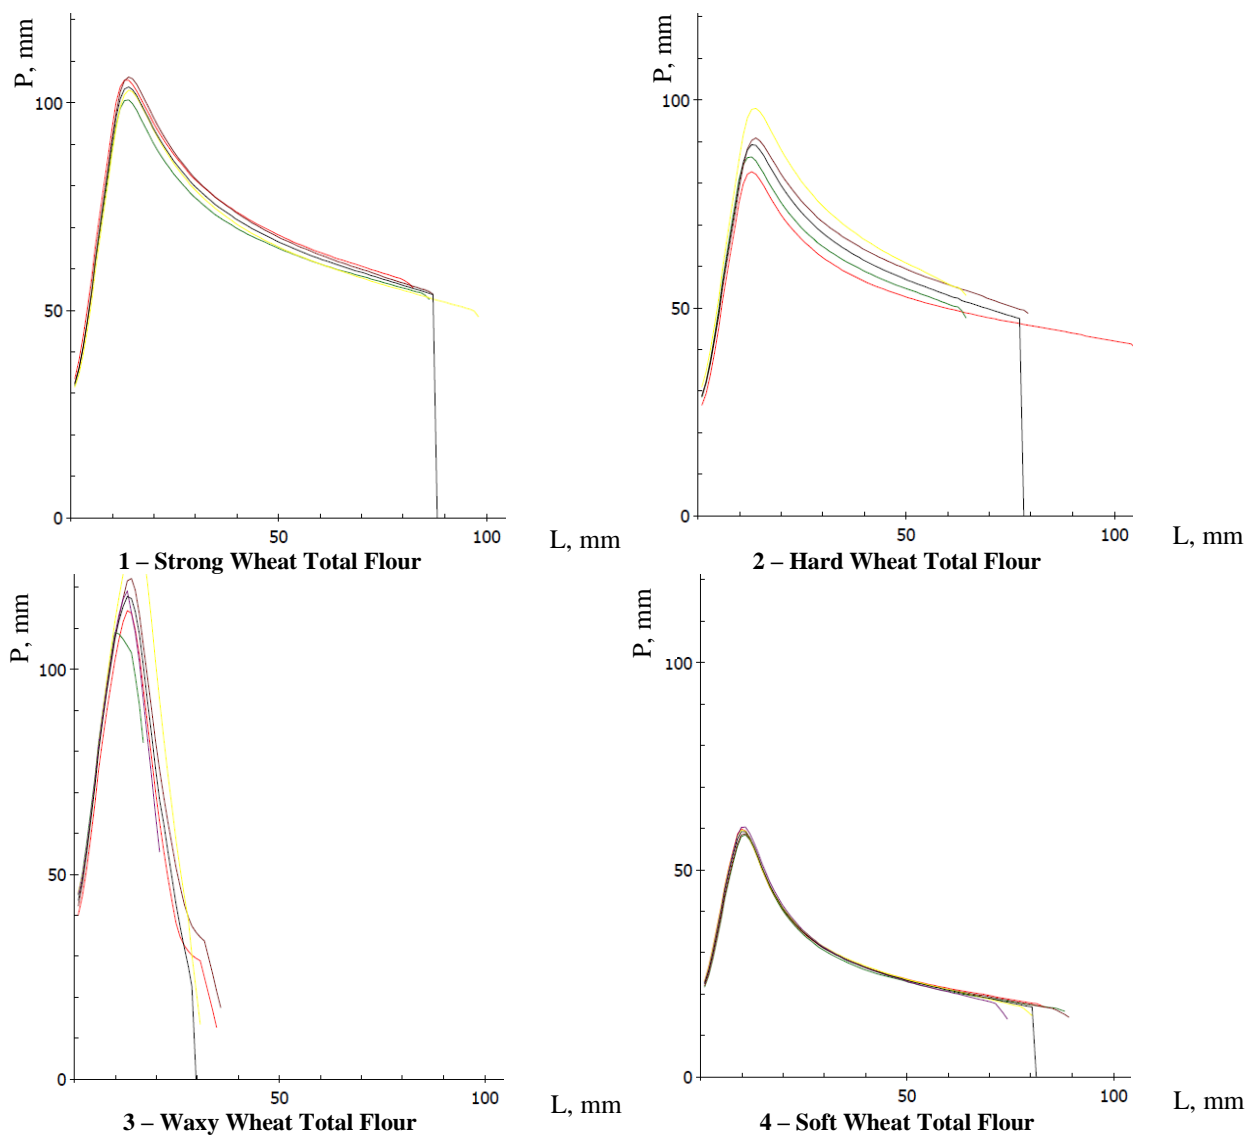 P, mm
100
50
0
50
100
L, mm
1 – Strong Wheat Total Flour
P, mm
100
50
0
50
100
L, mm
2 – Hard Wheat Total Flour
P, mm
100
50
0
50
100
L, mm
3 – Waxy Wheat Total Flour
P, mm
100
50
0
50
100
L, mm
4 – Soft Wheat Total Flour